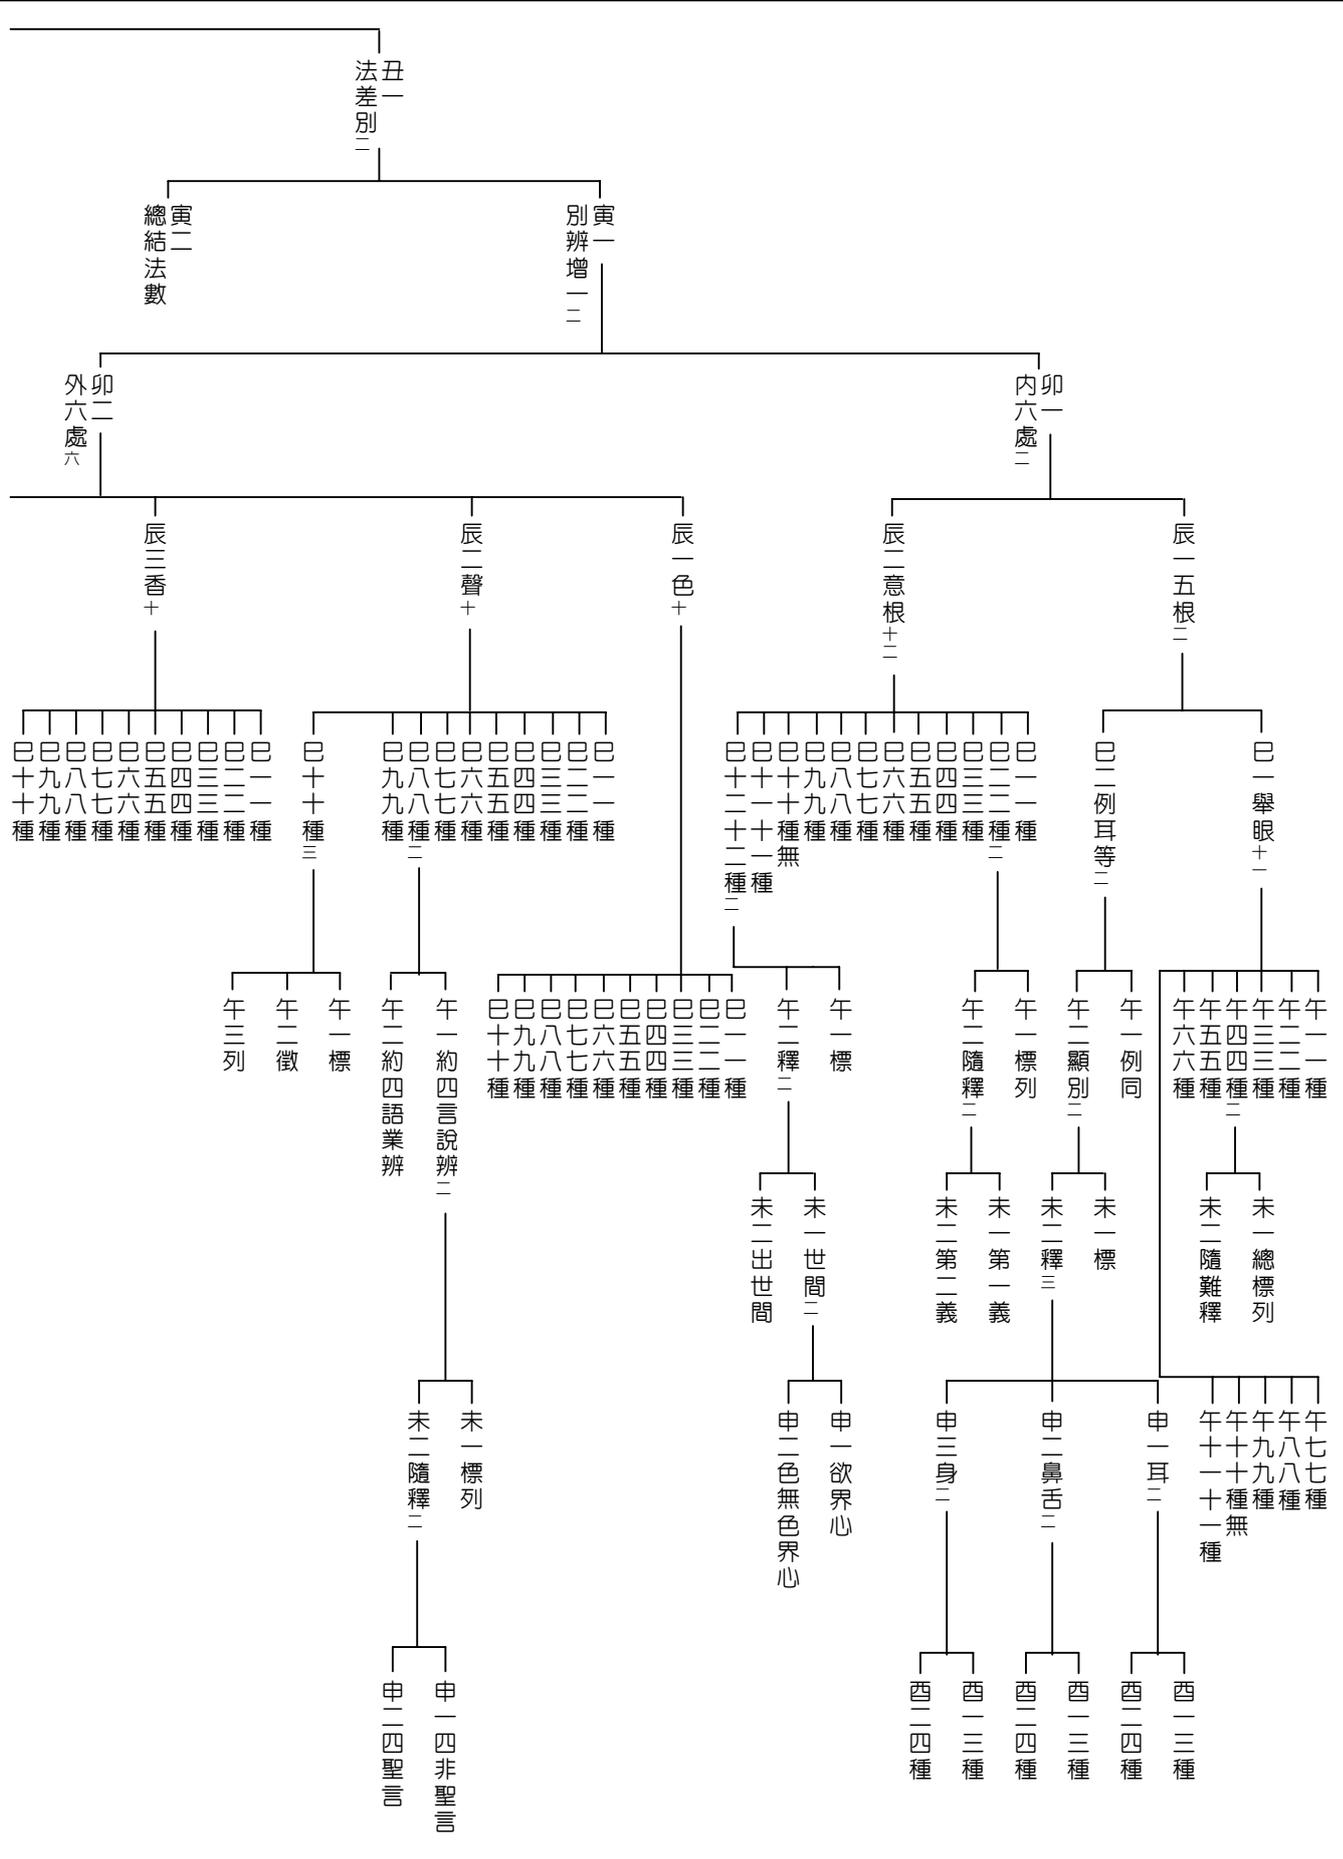 丑一
法差別二
寅一
別辨增一二
寅二
總結法數
卯一
内六處二
卯二
外六處六
辰一五根二
辰二意根十二
辰一色十
辰二聲十
辰三香十
巳一舉眼十一
巳二例耳等二
巳一一種
巳二二種二
巳三三種
巳四四種
巳五五種
巳六六種
巳七七種
巳八八種
巳九九種
巳十十種無
巳十一十一種
巳十二十二種二
巳一一種
巳二二種
巳三三種
巳四四種
巳五五種
巳六六種
巳七七種
巳八八種二
巳九九種
巳十十種三
巳一一種
巳二二種
巳三三種
巳四四種
巳五五種
巳六六種
巳七七種
巳八八種
巳九九種
巳十十種
午一一種
午二二種
午三三種
午四四種二
午五五種
午六六種
午一例同
午二顯別二
午一標列
午二隨釋二
午一標
午二釋二
巳一一種
巳二二種
巳三三種
巳四四種
巳五五種
巳六六種
巳七七種
巳八八種
巳九九種
巳十十種
午一約四言說辨二
午二約四語業辨
午一標
午二徵
午三列
未一總標列
未二隨難釋
未一標
未二釋三
未一第一義
未二第二義
未一世間二
未二出世間
午七七種
午八八種
午九九種
午十十種無
午十一十一種
申一耳二
申二鼻舌二
申三身二
申一欲界心
申二色無色界心
未一標列
未二隨釋二
酉一三種
酉二四種
酉一三種
酉二四種
酉一三種
酉二四種
申一四非聖言
申二四聖言